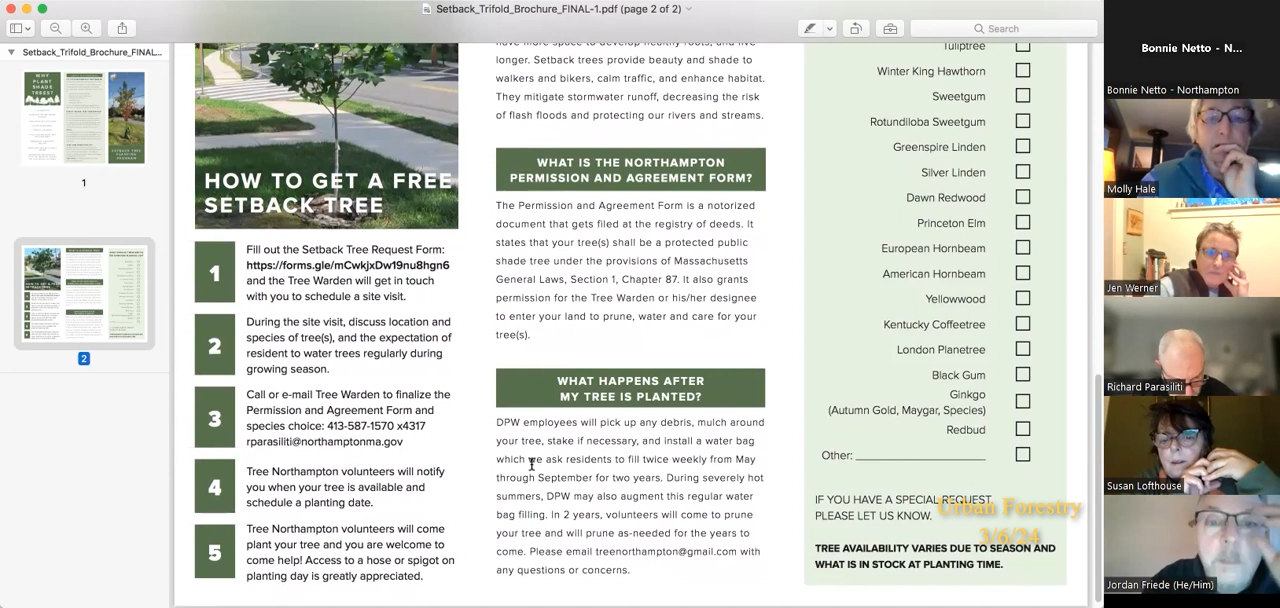 Setback_Trifold_Brochure_FINAL-1.pdf (page 2 of 2)
Search
Setback_Trifold_Brochure_FINAL...
WHY
PLANT
SHADE
TREES?
1
2
HOW TO GET A FREE
SETBACK TREE
1
Fill out the Setback Tree Request Form:
https://forms.gle/mCwkjxDw19nu8hgn6
and the Tree Warden will get in touch
with you to schedule a site visit.
2
During the site visit, discuss location and
species of tree(s), and the expectation of
resident to water trees regularly during
growing season.
3
Call or e-mail Tree Warden to finalize the
Permission and Agreement Form and
species choice: 413-587-1570 x4317
rparasiliti@northamptonma.gov
4
Tree Northampton volunteers will notify
you when your tree is available and
schedule a planting date.
5
Tree Northampton volunteers will come
plant your tree and you are welcome to
come help! Access to a hose or spigot on
planting day is greatly appreciated.
have more space to develop healthy roots, and live
longer. Setback trees provide beauty and shade to
walkers and bikers, calm traffic, and enhance habitat.
They mitigate stormwater runoff, decreasing the risk
of flash floods and protecting our rivers and streams.
WHAT IS THE NORTHAMPTON
PERMISSION AND AGREEMENT FORM?
The Permission and Agreement Form is a notorized
document that gets filed at the registry of deeds. It
states that your tree(s) shall be a protected public
shade tree under the provisions of Massachusetts
General Laws, Section 1, Chapter 87. It also grants
permission for the Tree Warden or his/her designee
to enter your land to prune, water and care for your
tree(s).
WHAT HAPPENS AFTER
MY TREE IS PLANTED?
DPW employees will pick up any debris, mulch around
your tree, stake if necessary, and install a water bag
which we ask residents to fill twice weekly from May
through September for two years. During severely hot
summers, DPW may also augment this regular water
bag filling. In 2 years, volunteers will come to prune
your tree and will prune as-needed for the years to
come. Please email treenorthampton@gmail.com with
any questions or concerns.
Tuliptree
Winter King Hawthorn
Sweetgum
Rotundiloba Sweetgum
Greenspire Linden
Silver Linden
Dawn Redwood
Princeton Elm
European Hornbeam
American Hornbeam
Yellowwood
Kentucky Coffeetree
London Planetree
Black Gum
Ginkgo
(Autumn Gold, Maygar, Species)
Redbud
Other:
IF YOU HAVE A SPECIAL REQUEST,
PLEASE LET US KNOW.
TREE AVAILABILITY VARIES DUE TO SEASON AND
WHAT IS IN STOCK AT PLANTING TIME.
Urban Forestry
3/6/24
Bonnie Netto - N...
Bonnie Netto - Northampton
Molly Hale
Jen Werner
Richard Parasiliti
Susan Lofthouse
Jordan Friede (He/Him)